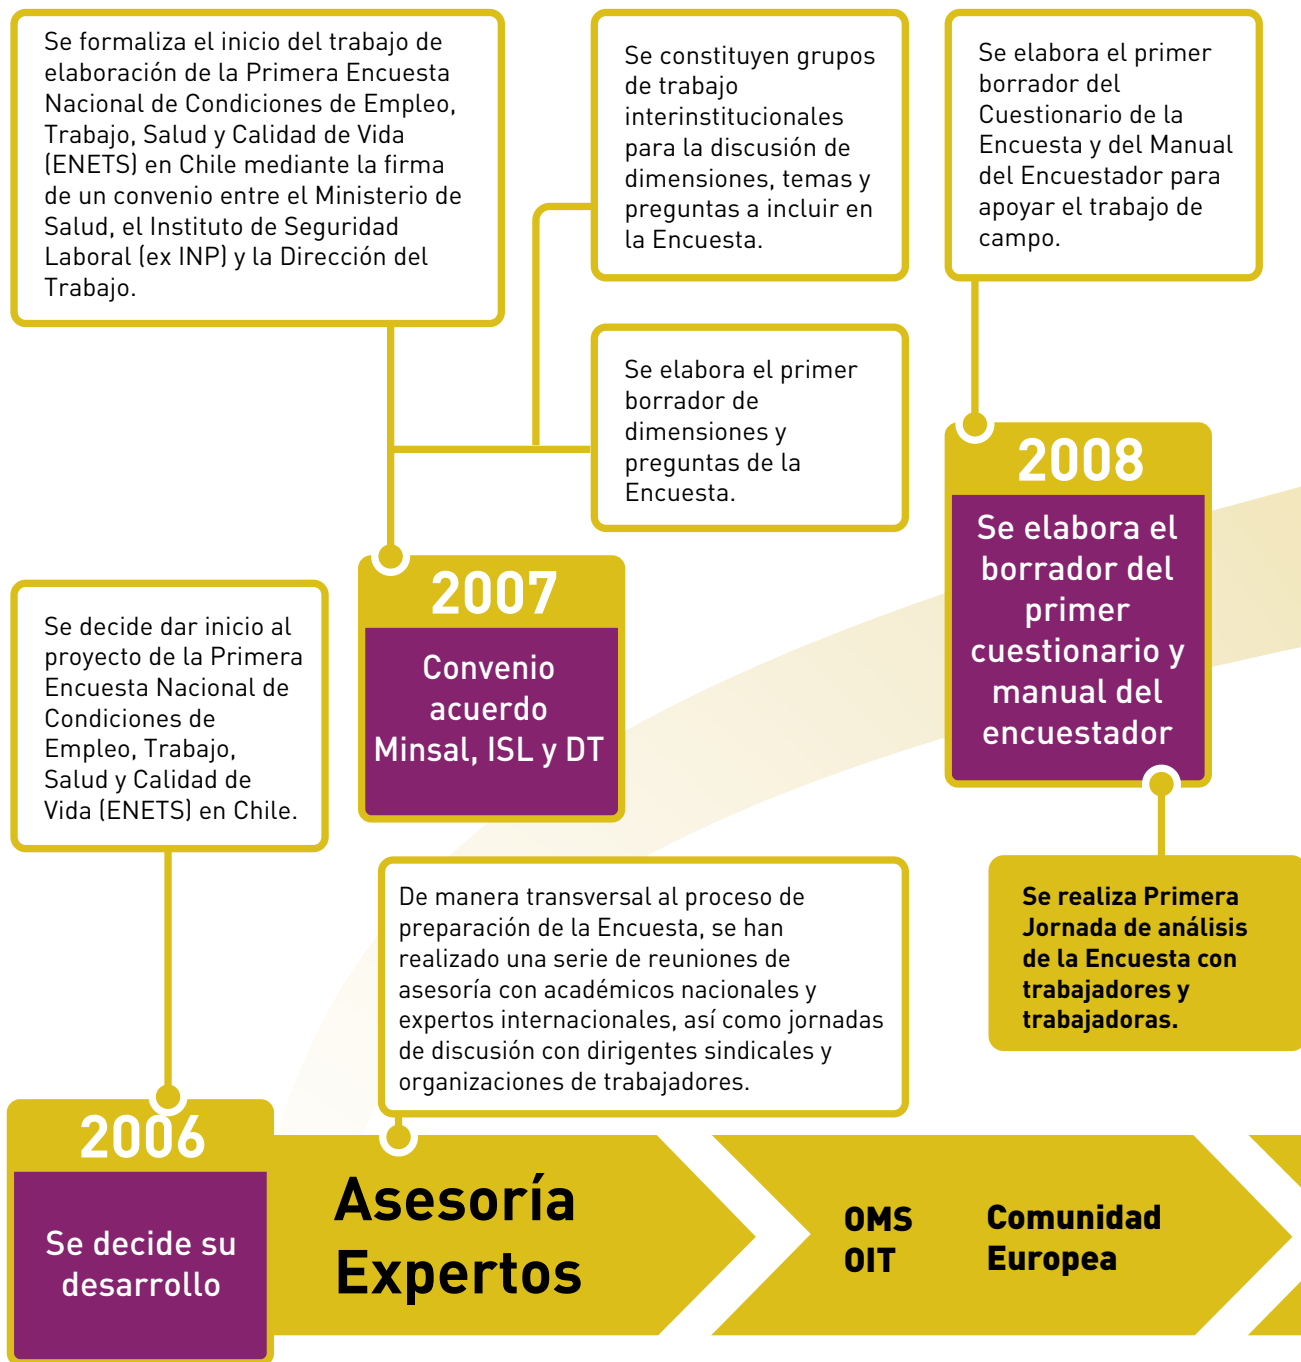 Se formaliza el inicio del trabajo de
elaboración de la Primera Encuesta
Nacional de Condiciones de Empleo,
Trabajo, Salud y Calidad de Vida
(ENETS) en Chile mediante la firma
de un convenio entre el Ministerio de
Salud, el Instituto de Seguridad
Laboral (ex INP) y la Dirección del
Trabajo.
Se constituyen grupos
de trabajo
interinstitucionales
para la discusión de
dimensiones, temas y
preguntas a incluir en
la Encuesta.
Se elabora el primer
borrador del
Cuestionario de la
Encuesta y del Manual
del Encuestador para
apoyar el trabajo de
campo.
Se elabora el primer
borrador de
dimensiones y
preguntas de la
Encuesta.
2008
Se elabora el
borrador del
primer
cuestionario y
manual del
encuestador
2007
Convenio
acuerdo
Minsal, ISL y DT
Se decide dar inicio al
proyecto de la Primera
Encuesta Nacional de
Condiciones de
Empleo, Trabajo,
Salud y Calidad de
Vida (ENETS) en Chile.
De manera transversal al proceso de
preparación de la Encuesta, se han
realizado una serie de reuniones de
asesoría con académicos nacionales y
expertos internacionales, así como jornadas
de discusión con dirigentes sindicales y
organizaciones de trabajadores.
Se realiza Primera
Jornada de análisis
de la Encuesta con
trabajadores y
trabajadoras.
2006
Se decide su
desarrollo
Asesoría
Expertos
OMS
OIT
Comunidad
Europea